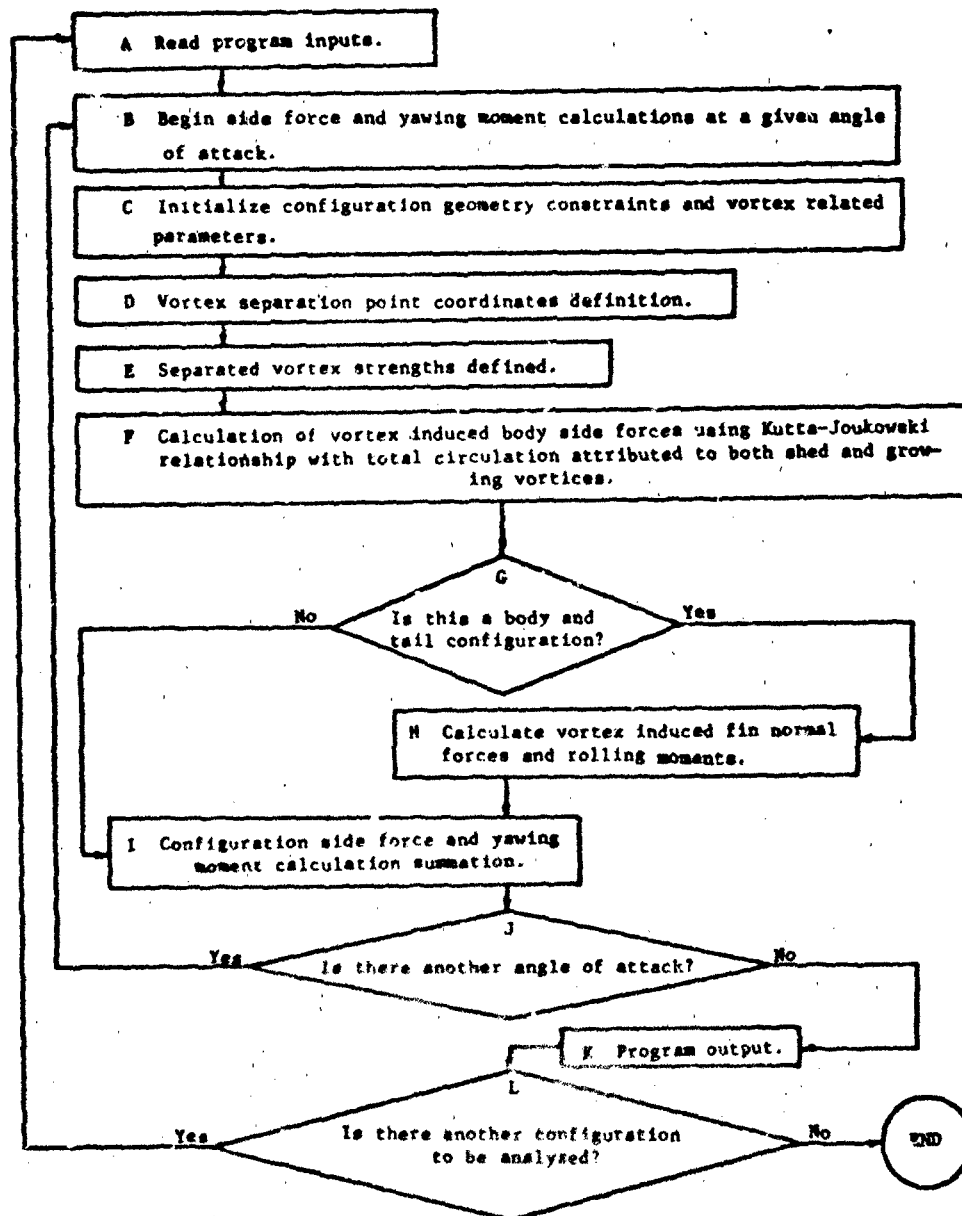 A Read program inputs.
B Begin side force and yawing moment calculations at a given angle
of attack.
C Initialize configuration geometry constraints and vortex related
parameters.
D Vortex separation point coordinates definition.
E Separated vortex strengths defined.
F Calculation of vortex induced body side forces using Kutta-Joukowski
relationship with total circulation attributed to both shed and grow-
ing vortices.
G
No
Is this a body and
tail configuration?
Yes
H Calculate vortex induced fin normal
forces and rolling moments.
I Configuration side force and yawing
moment calculation summation.
J
Yes
Is there another angle of attack?
No
K Program output.
L
Yes
Is there another configuration
to be analysed?
No
END